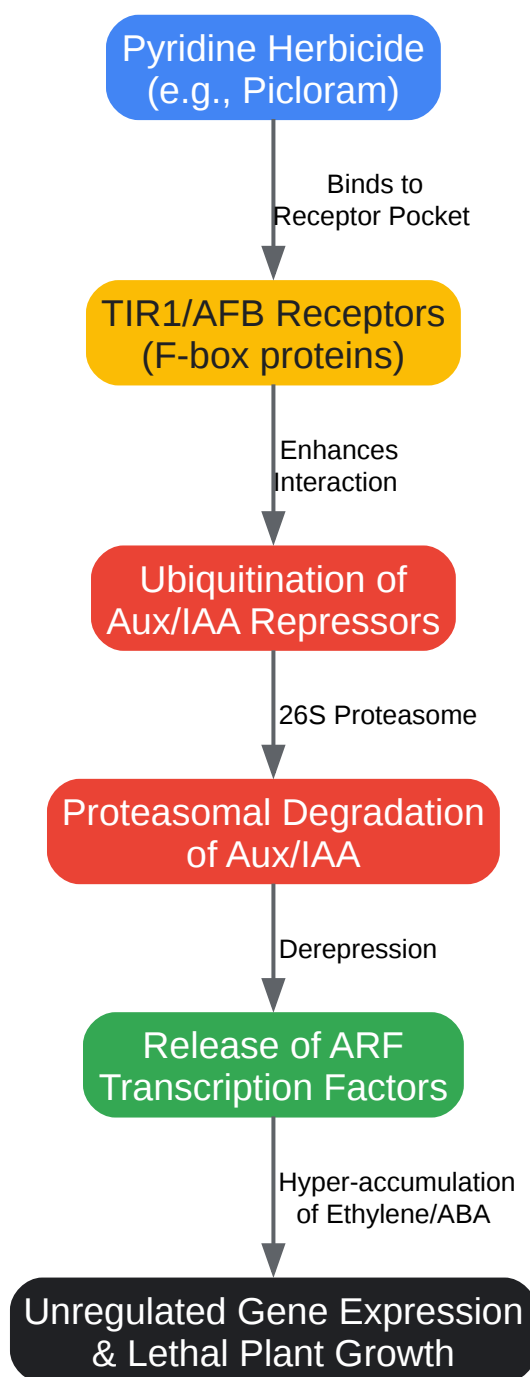 Pyridine Herbicide
(e.g., Picloram)
Binds to
Receptor Pocket
TIR1/AFB Receptors
(F-box proteins)
Enhances
Interaction
Ubiquitination of
Aux/IAA Repressors
26S Proteasome
Proteasomal Degradation
of Aux/IAA
Derepression
Release of ARF
Transcription Factors
Hyper-accumulation
of Ethylene/ABA
Unregulated Gene Expression
& Lethal Plant Growth